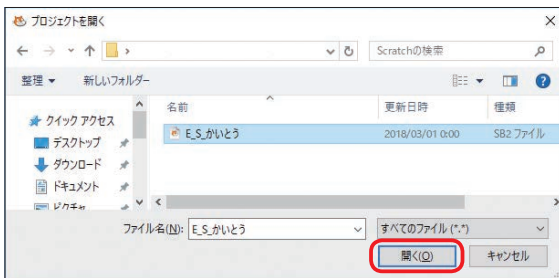 プロジェクトを開く
Scratchの検索
整理 新しいフォルダー
名前 更新日時 種類
クイック アクセス
E_S_かいとう 2018/03/01 0:00 SB2 ファイル
デスクトップ
ダウンロード
ドキュメント
ピクチャ
ファイル名(N): E_S_かいとう すべてのファイル (*.*)
開く(O) キャンセル